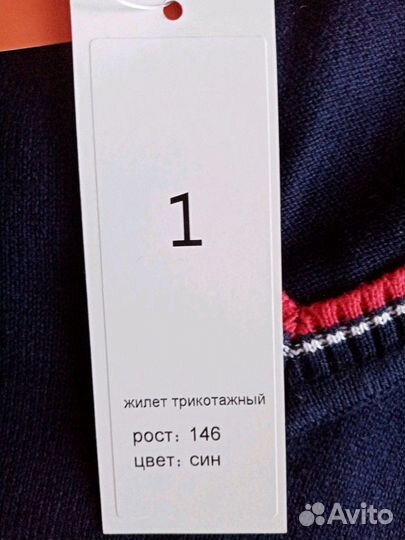 1
жилет трикотажный
рост: 146
цвет: син
Avito